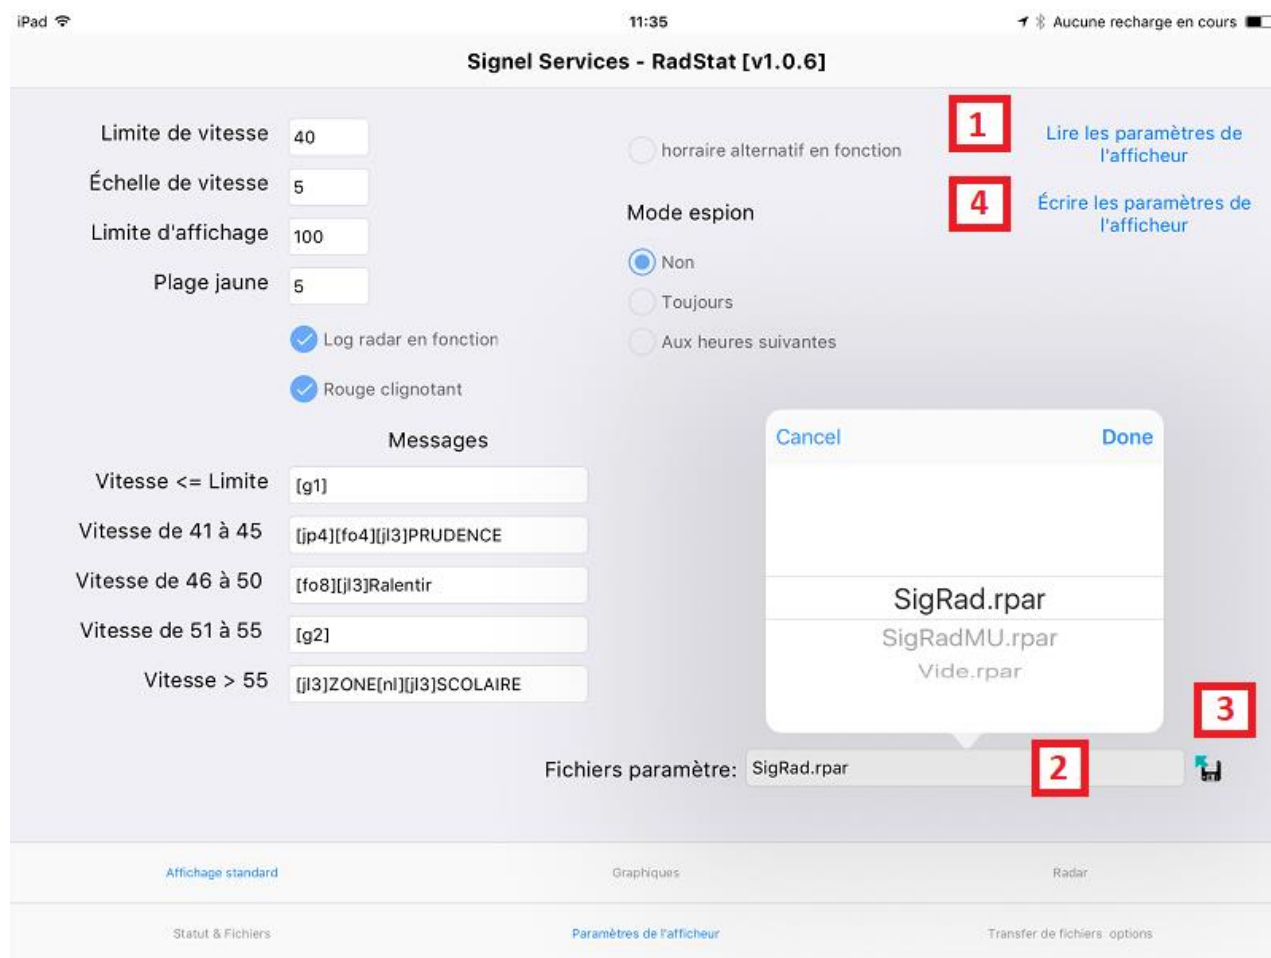 iPad
11:35
Aucune recharge en cours
Signel Services - RadStat [v1.0.6]
Limite de vitesse
40
Échelle de vitesse
5
Limite d'affichage
100
Plage jaune
5
Log radar en fonction
Rouge clignotant
horraire alternatif en fonction
Mode espion
Non
Toujours
Aux heures suivantes
1
Lire les paramètres de
l'afficheur
4
Écrire les paramètres de
l'afficheur
Messages
Vitesse <= Limite
[g1]
Vitesse de 41 à 45
[jp4][fo4][jl3]PRUDENCE
Vitesse de 46 à 50
[fo8][jl3]Ralentir
Vitesse de 51 à 55
[g2]
Vitesse > 55
[jl3]ZONE[nl][jl3]SCOLAIRE
Cancel
Done
SigRad.rpar
SigRadMU.rpar
Vide.rpar
3
Fichiers paramètre:
SigRad.rpar
2
Affichage standard
Graphiques
Radar
Statut & Fichiers
Paramètres de l'afficheur
Transfer de fichiers options